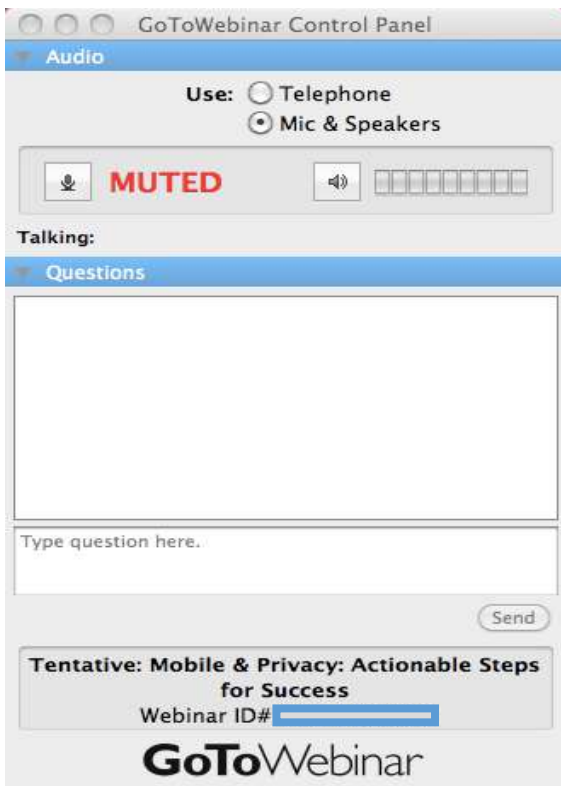 GoToWebinar Control Panel
Audio
Use: Telephone
Mic & Speakers
MUTED
Talking:
Questions
Type question here.
Send
Tentative: Mobile & Privacy: Actionable Steps
for Success
Webinar ID#
GoToWebinar